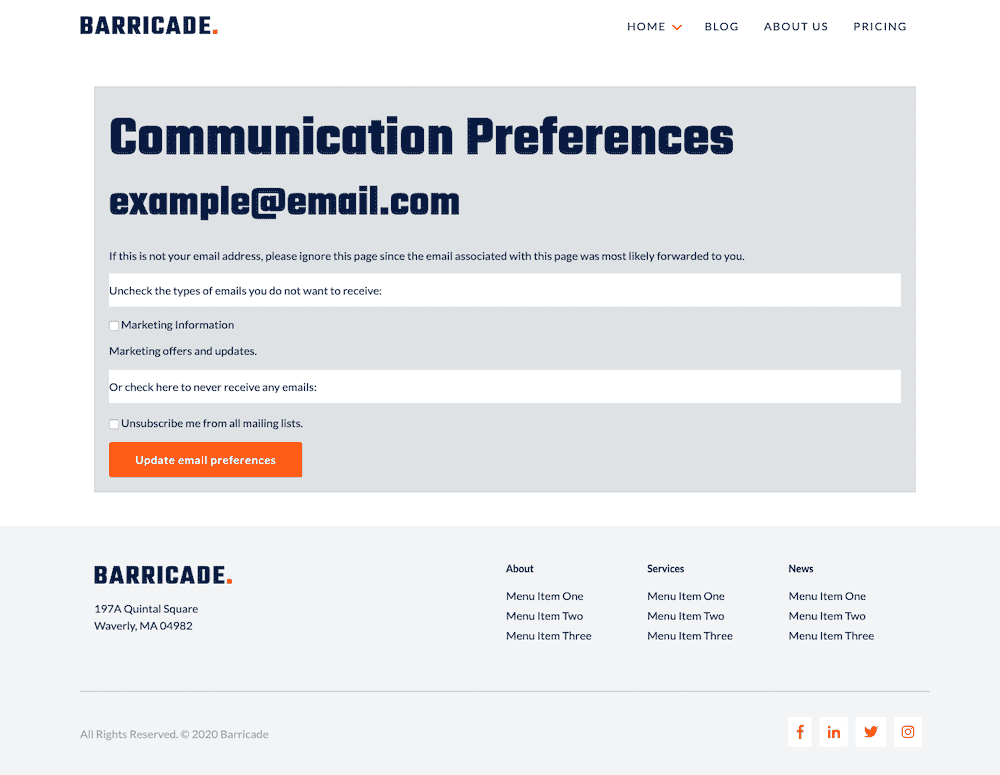 BARRICADE.
HOME BLOG ABOUT US PRICING
Communication Preferences
example@email.com
If this is not your email address, please ignore this page since the email associated with this page was most likely forwarded to you.
Uncheck the types of emails you do not want to receive:
Marketing Information
Marketing offers and updates.
Or check here to never receive any emails:
Unsubscribe me from all mailing lists.
Update email preferences
BARRICADE.
197A Quintal Square
Waverly, MA 04982
About
Menu Item One
Menu Item Two
Menu Item Three
Services
Menu Item One
Menu Item Two
Menu Item Three
News
Menu Item One
Menu Item Two
Menu Item Three
All Rights Reserved. © 2020 Barricade